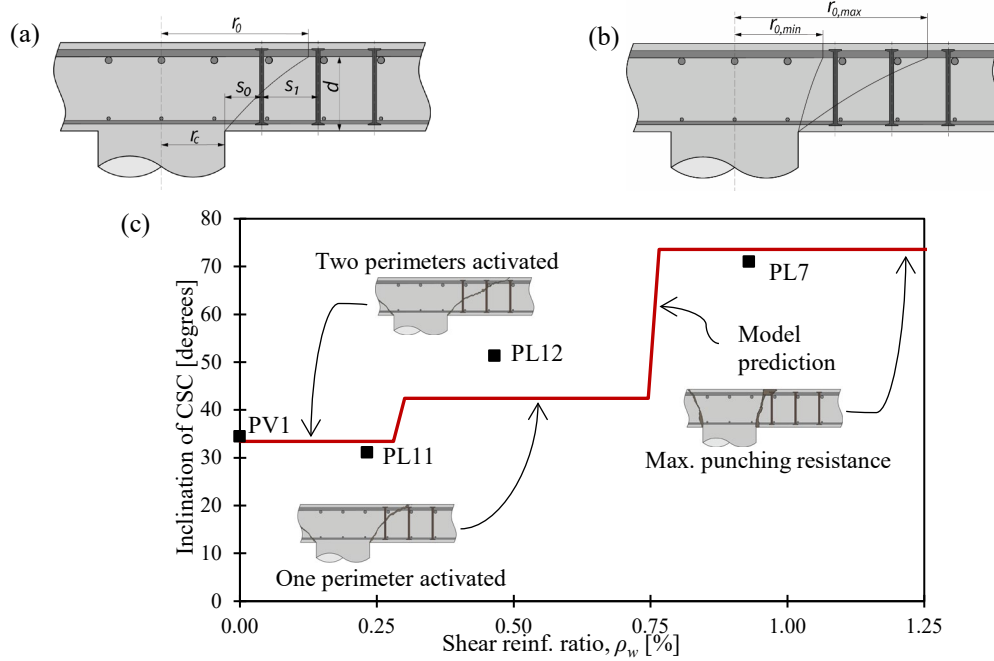 (a)
r0
s0
s1
d
rc
(b)
r0,max
r0,min
(c)
Inclination of CSC [degrees]
80
70
60
50
40
30
20
10
0
Two perimeters activated
PL7
PL12
Model
prediction
PV1
PL11
Max. punching resistance
One perimeter activated
0.00
0.25
0.50
0.75
1.00
1.25
Shear reinf. ratio, ρw [%]